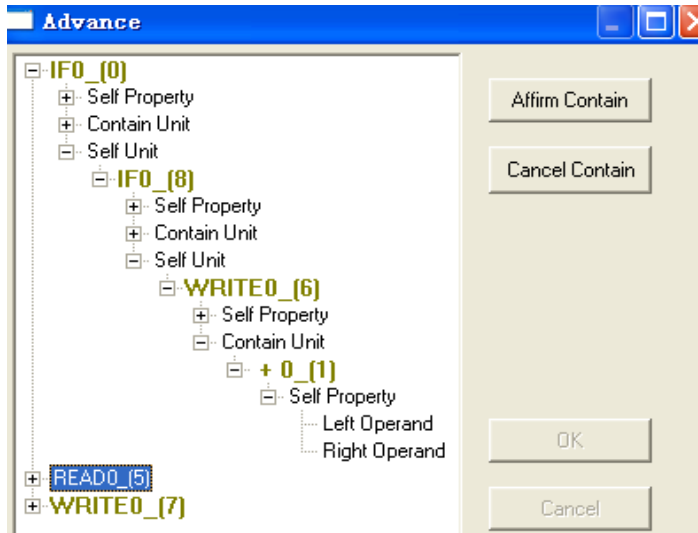 Advance
IF0_(0)
Self Property
Contain Unit
Self Unit
IF0_(8)
Self Property
Contain Unit
Self Unit
WRITE0_(6)
Self Property
Contain Unit
+ 0_(1)
Self Property
Left Operand
Right Operand
READ0_(5)
WRITE0_(7)
Affirm Contain
Cancel Contain
OK
Cancel